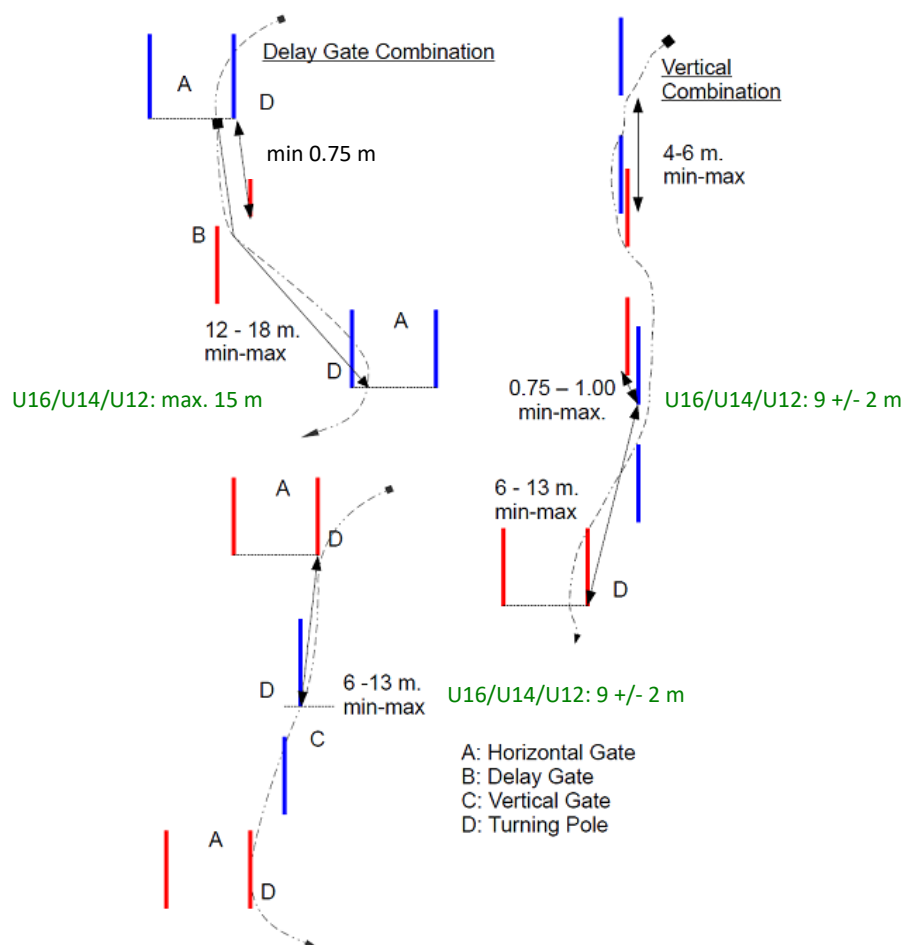 Delay Gate Combination
A
D
min 0.75 m
B
12 - 18 m.
min-max
A
D
U16/U14/U12: max. 15 m
Vertical
Combination
4-6 m.
min-max
0.75 – 1.00
min-max.
U16/U14/U12: 9 +/- 2 m
6 - 13 m.
min-max
D
A
D
D
6 -13 m.
min-max
U16/U14/U12: 9 +/- 2 m
C
A
D
A: Horizontal Gate
B: Delay Gate
C: Vertical Gate
D: Turning Pole